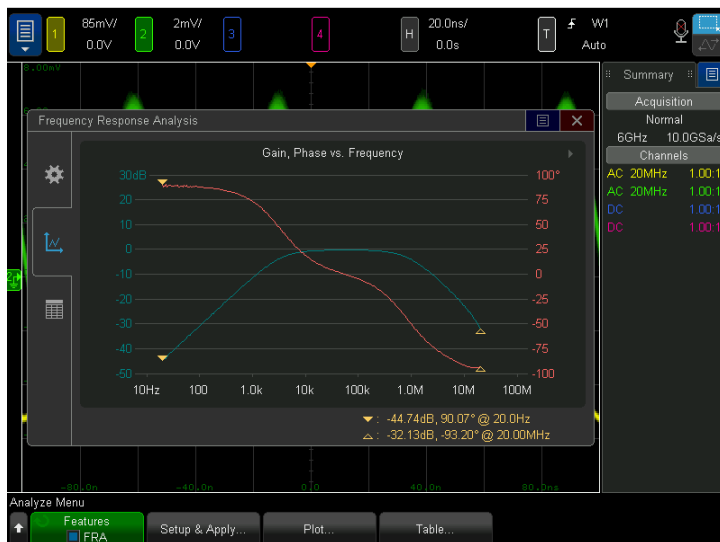 1 85mV/ 0.0V 2 2mV/ 0.0V 3 4 H 20.0ns/ 0.0s T W1 Auto
8.00mV
Summary
Acquisition
Normal
6GHz 10.0GSa/s
Channels
AC 20MHz 1.00:1
AC 20MHz 1.00:1
DC 1.00:1
DC 1.00:1
Frequency Response Analysis
Gain, Phase vs. Frequency
30dB 100°
20 75
10 50
0 25
-10 0
-20 -25
-30 -50
-40 -75
-50 -100
10Hz 100 1.0k 10k 100k 1.0M 10M 100M
: -44.74dB, 90.07° @ 20.0Hz
: -32.13dB, -93.20° @ 20.00MHz
-80.0n -40.0n 0.0 40.0n 80.0ns
Analyze Menu
Features
FRA
Setup & Apply...
Plot...
Table...